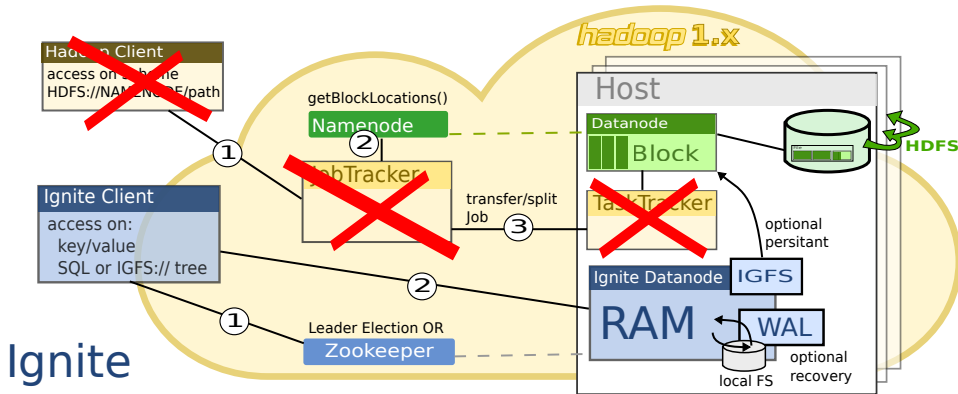 hadoop 1.x
Hadoop Client
access on scheme
HDFS://NAMENODE/path
1
getBlockLocations()
Namenode
2
JobTracker
transfer/split
Job
3
Host
Datanode
Block
HDFS
TaskTracker
optional
persitant
Ignite Client
access on:
key/value
SQL or IGFS:// tree
2
1
Leader Election OR
Zookeeper
Ignite Datanode
IGFS
RAM
WAL
local FS
optional
recovery
Ignite